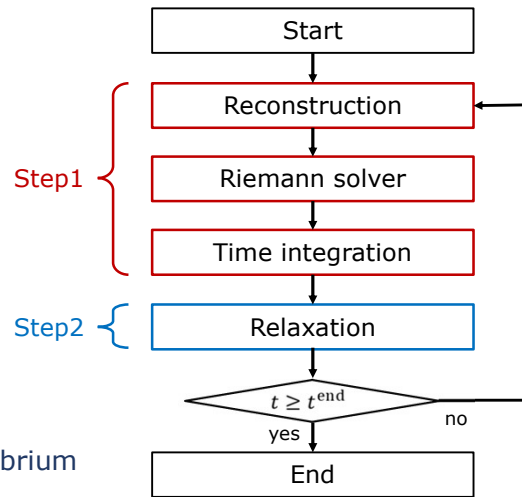 Start
Reconstruction
Step1
Riemann solver
Time integration
Step2
Relaxation
t ≥ t^end
no
yes
brium
End